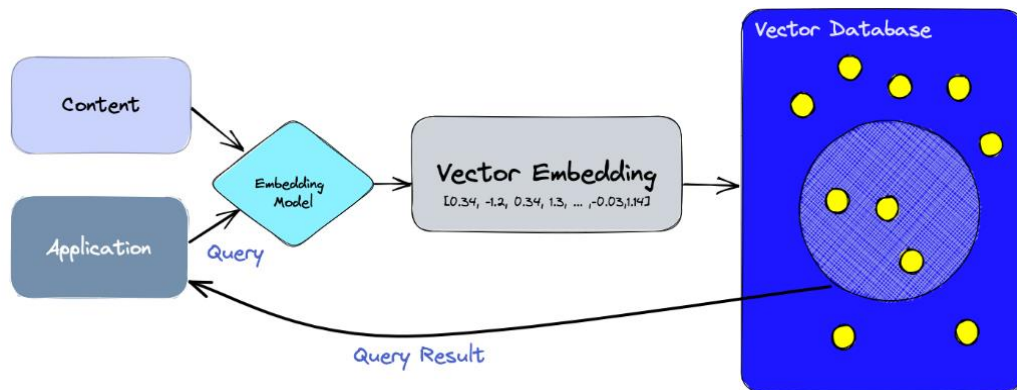 Vector Database
Content
Embedding
Model
Vector Embedding
[0.34, -1.2, 0.34, 1.3, ... ,-0.03,1.14]
Application
Query
Query Result